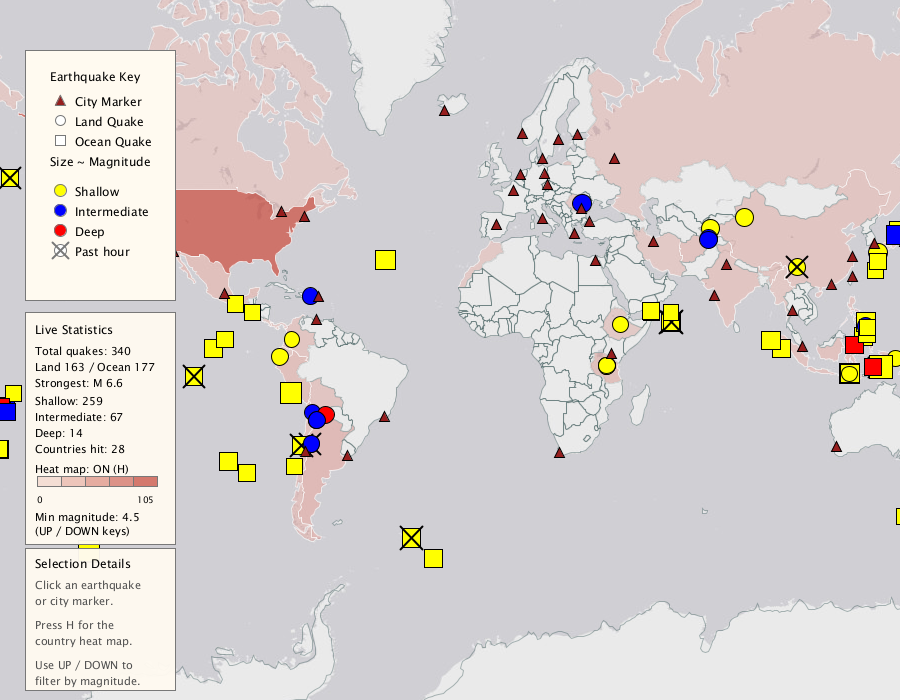 Earthquake Key
City Marker
Land Quake
Ocean Quake
Size ~ Magnitude
Shallow
Intermediate
Deep
Past hour
Live Statistics
Total quakes: 340
Land 163 / Ocean 177
Strongest: M 6.6
Shallow: 259
Intermediate: 67
Deep: 14
Countries hit: 28
Heat map: ON (H)
0 105
Min magnitude: 4.5
(UP / DOWN keys)
Selection Details
Click an earthquake
or city marker.
Press H for the
country heat map.
Use UP / DOWN to
filter by magnitude.